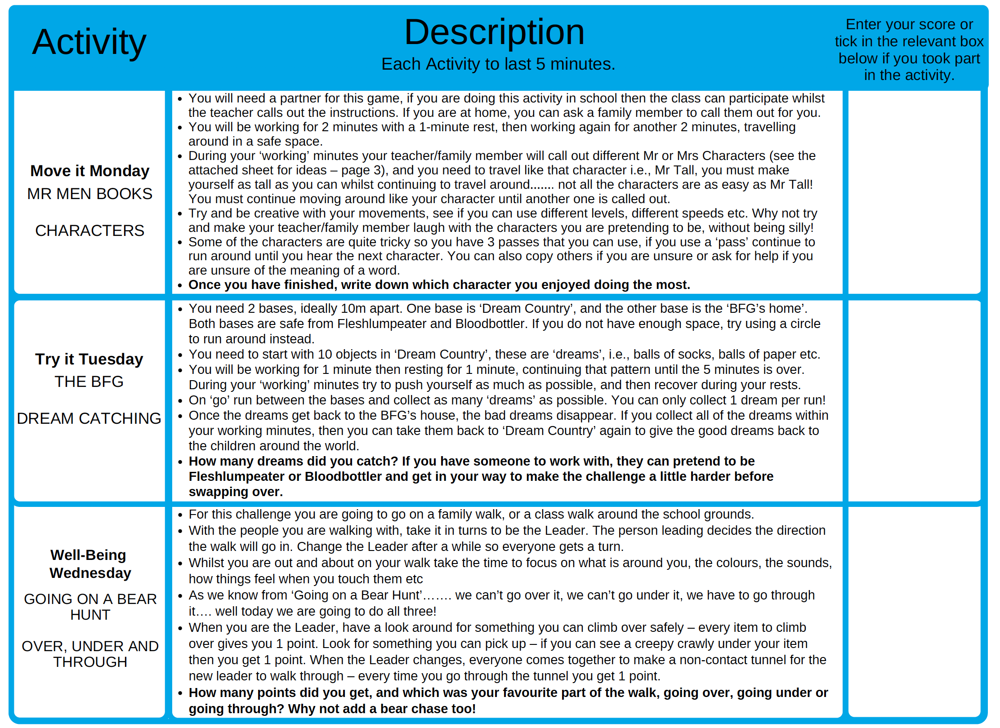 Activity
Description
Each Activity to last 5 minutes.
Enter your score or
tick in the relevant box
below if you took part
in the activity.
Move it Monday
MR MEN BOOKS
CHARACTERS
• You will need a partner for this game, if you are doing this activity in school then the class can participate whilst
the teacher calls out the instructions. If you are at home, you can ask a family member to call them out for you.
• You will be working for 2 minutes with a 1-minute rest, then working again for another 2 minutes, travelling
around in a safe space.
• During your ‘working’ minutes your teacher/family member will call out different Mr or Mrs Characters (see the
attached sheet for ideas – page 3), and you need to travel like that character i.e., Mr Tall, you must make
yourself as tall as you can whilst continuing to travel around....... not all the characters are as easy as Mr Tall!
You must continue moving around like your character until another one is called out.
• Try and be creative with your movements, see if you can use different levels, different speeds etc. Why not try
and make your teacher/family member laugh with the characters you are pretending to be, without being silly!
• Some of the characters are quite tricky so you have 3 passes that you can use, if you use a ‘pass’ continue to
run around until you hear the next character. You can also copy others if you are unsure or ask for help if you
are unsure of the meaning of a word.
• Once you have finished, write down which character you enjoyed doing the most.
Try it Tuesday
THE BFG
DREAM CATCHING
• You need 2 bases, ideally 10m apart. One base is ‘Dream Country’, and the other base is the ‘BFG’s home’.
Both bases are safe from Fleshlumpeater and Bloodbottler. If you do not have enough space, try using a circle
to run around instead.
• You need to start with 10 objects in ‘Dream Country’, these are ‘dreams’, i.e., balls of socks, balls of paper etc.
• You will be working for 1 minute then resting for 1 minute, continuing that pattern until the 5 minutes is over.
During your ‘working’ minutes try to push yourself as much as possible, and then recover during your rests.
• On ‘go’ run between the bases and collect as many ‘dreams’ as possible. You can only collect 1 dream per run!
• Once the dreams get back to the BFG’s house, the bad dreams disappear. If you collect all of the dreams within
your working minutes, then you can take them back to ‘Dream Country’ again to give the good dreams back to
the children around the world.
• How many dreams did you catch? If you have someone to work with, they can pretend to be
Fleshlumpeater or Bloodbottler and get in your way to make the challenge a little harder before
swapping over.
Well-Being
Wednesday
GOING ON A BEAR
HUNT
OVER, UNDER AND
THROUGH
• For this challenge you are going to go on a family walk, or a class walk around the school grounds.
• With the people you are walking with, take it in turns to be the Leader. The person leading decides the direction
the walk will go in. Change the Leader after a while so everyone gets a turn.
• Whilst you are out and about on your walk take the time to focus on what is around you, the colours, the sounds,
how things feel when you touch them etc
• As we know from ‘Going on a Bear Hunt’……. we can’t go over it, we can’t go under it, we have to go through
it…. well today we are going to do all three!
• When you are the Leader, have a look around for something you can climb over safely – every item to climb
over gives you 1 point. Look for something you can pick up – if you can see a creepy crawly under your item
then you get 1 point. When the Leader changes, everyone comes together to make a non-contact tunnel for the
new leader to walk through – every time you go through the tunnel you get 1 point.
• How many points did you get, and which was your favourite part of the walk, going over, going under or
going through? Why not add a bear chase too!